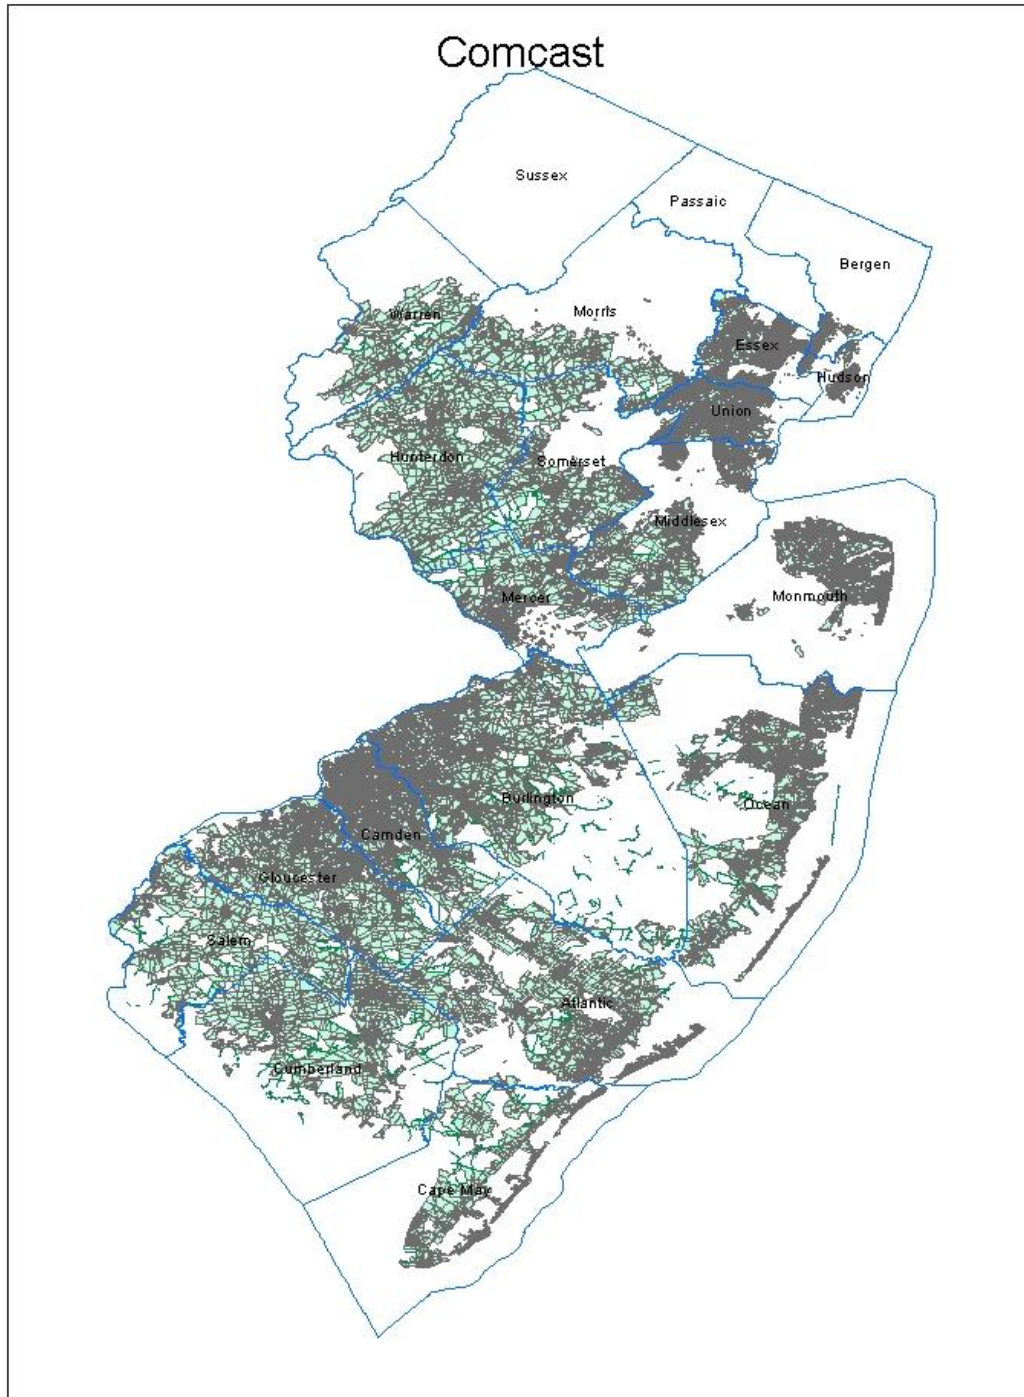 Comcast
Sussex
Passaic
Bergen
Warren
Morris
Essex
Hudson
Union
Hunterdon
Somerset
Middlesex
Mercer
Monmouth
Burlington
Ocean
Camden
Gloucester
Salem
Atlantic
Cumberland
Cape May